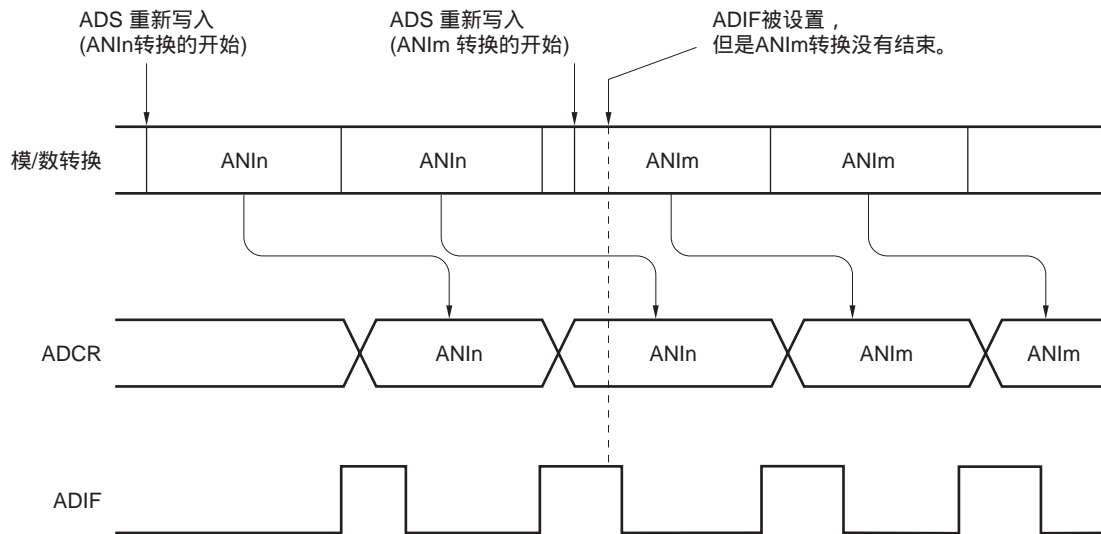 ADS 重新写入
(ANIn转换的开始)
ADS 重新写入
(ANIm 转换的开始)
ADIF被设置，
但是ANIm转换没有结束。
模/数转换
ANIn
ANIn
ANIm
ANIm
ADCR
ANIn
ANIn
ANIm
ANIm
ADIF